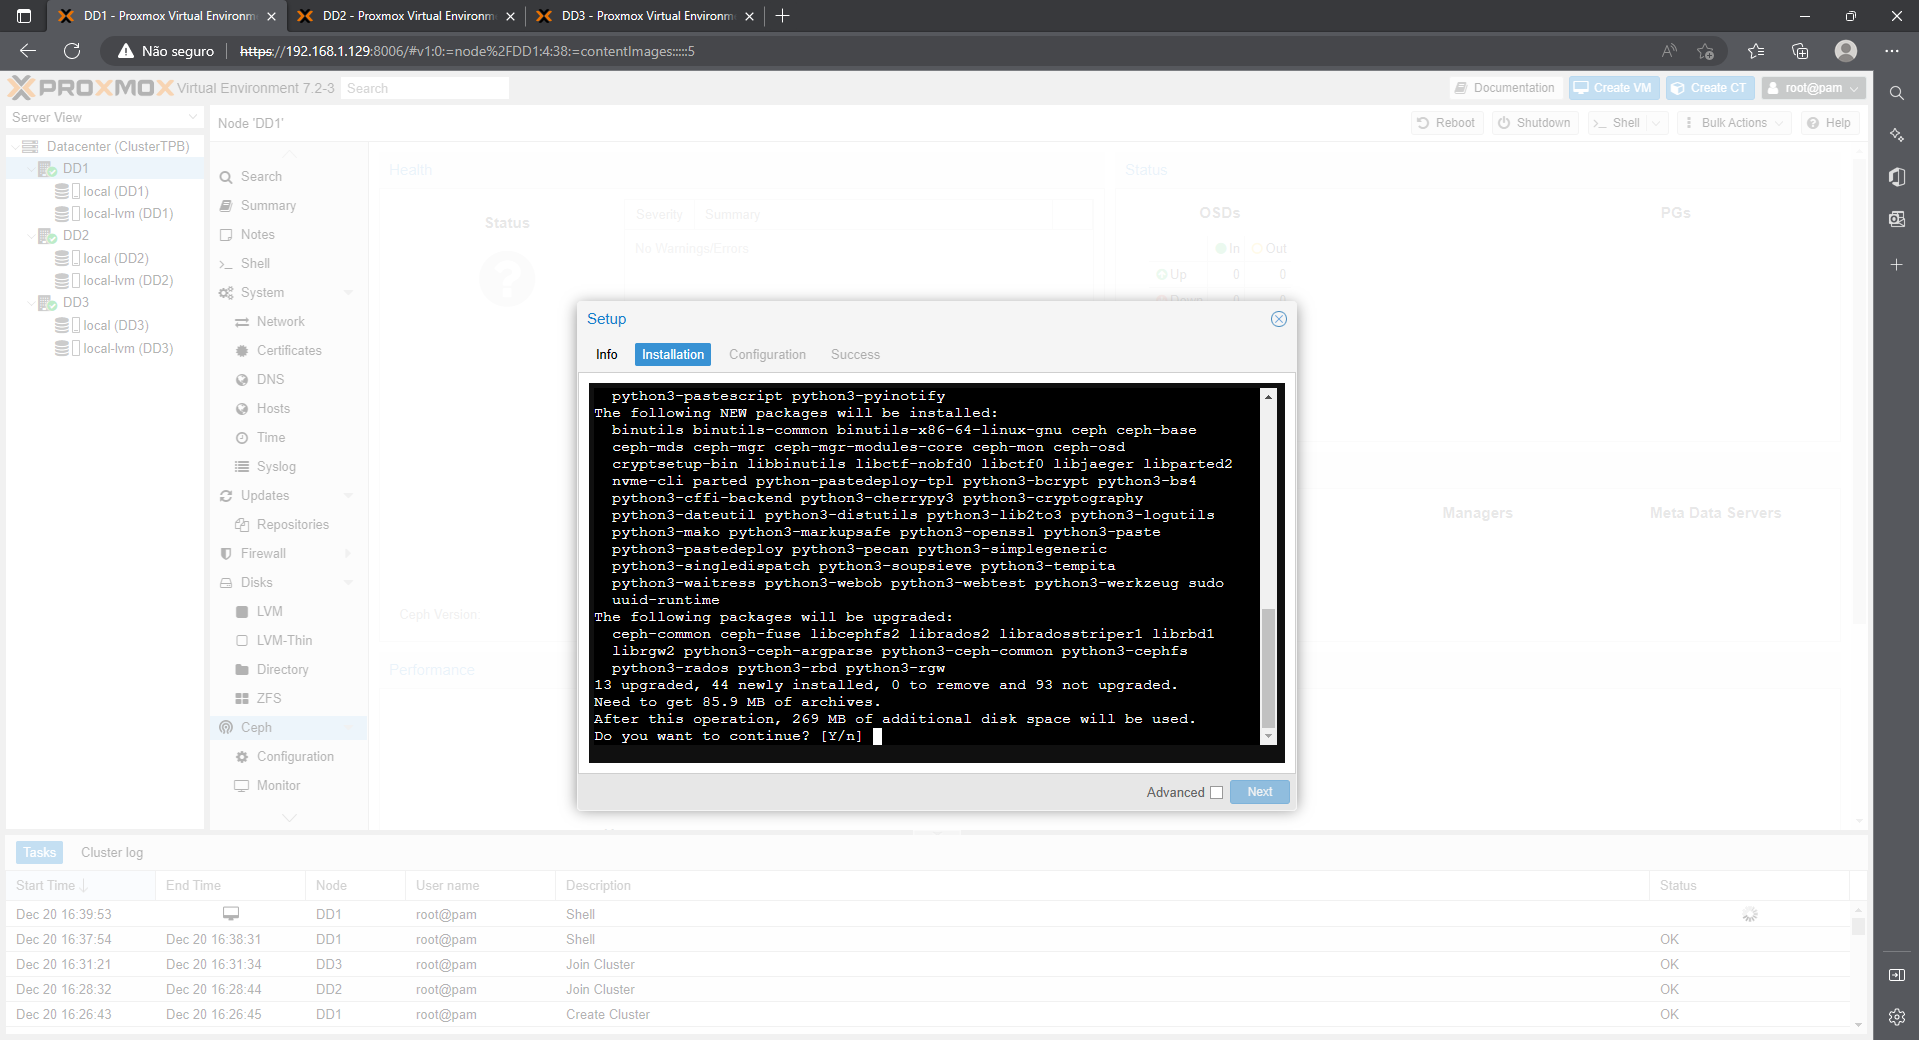 DD1 - Proxmox Virtual Environm
DD2 - Proxmox Virtual Environm
DD3 - Proxmox Virtual Environm
Não seguro
https://192.168.1.129:8006/#v1:0:=node%2FDD1:4:38:=contentImages:::::5
PROXMOX Virtual Environment 7.2-3
Search
Documentation
Create VM
Create CT
root@pam
Server View
Node 'DD1'
Reboot
Shutdown
Shell
Bulk Actions
Help
Datacenter (ClusterTPB)
DD1
local (DD1)
local-lvm (DD1)
DD2
local (DD2)
local-lvm (DD2)
DD3
local (DD3)
local-lvm (DD3)
Search
Summary
Notes
Shell
System
Network
Certificates
DNS
Hosts
Time
Syslog
Updates
Repositories
Firewall
Disks
LVM
LVM-Thin
Directory
ZFS
Ceph
Configuration
Monitor
Health
Status
Severity
Summary
No Warnings/Errors
Ceph Version:
Performance
Status
OSDs
PGs
In
Out
Up
0
0
Down
0
0
Managers
Meta Data Servers
Setup
Info
Installation
Configuration
Success
python3-pastescript python3-pyinotify
The following NEW packages will be installed:
binutils binutils-common binutils-x86-64-linux-gnu ceph ceph-base
ceph-mds ceph-mgr ceph-mgr-modules-core ceph-mon ceph-osd
cryptsetup-bin libbinutils libctf-nobfd0 libctf0 libjaeger libparted2
nvme-cli parted python-pastedeploy-tpl python3-bcrypt python3-bs4
python3-cffi-backend python3-cherrypy3 python3-cryptography
python3-dateutil python3-distutils python3-lib2to3 python3-logutils
python3-mako python3-markupsafe python3-openssl python3-paste
python3-pastedeploy python3-pecan python3-simplegeneric
python3-singledispatch python3-soupsieve python3-tempita
python3-waitress python3-webob python3-webtest python3-werkzeug sudo
uuid-runtime
The following packages will be upgraded:
ceph-common ceph-fuse libcephfs2 librados2 libradosstriper1 librbd1
librgw2 python3-ceph-argparse python3-ceph-common python3-cephfs
python3-rados python3-rbd python3-rgw
13 upgraded, 44 newly installed, 0 to remove and 93 not upgraded.
Need to get 85.9 MB of archives.
After this operation, 269 MB of additional disk space will be used.
Do you want to continue? [Y/n]
Advanced
Next
Tasks
Cluster log
Start Time
End Time
Node
User name
Description
Status
Dec 20 16:39:53 DD1 root@pam Shell
Dec 20 16:37:54 Dec 20 16:38:31 DD1 root@pam Shell OK
Dec 20 16:31:21 Dec 20 16:31:34 DD3 root@pam Join Cluster OK
Dec 20 16:28:32 Dec 20 16:28:44 DD2 root@pam Join Cluster OK
Dec 20 16:26:43 Dec 20 16:26:45 DD1 root@pam Create Cluster OK